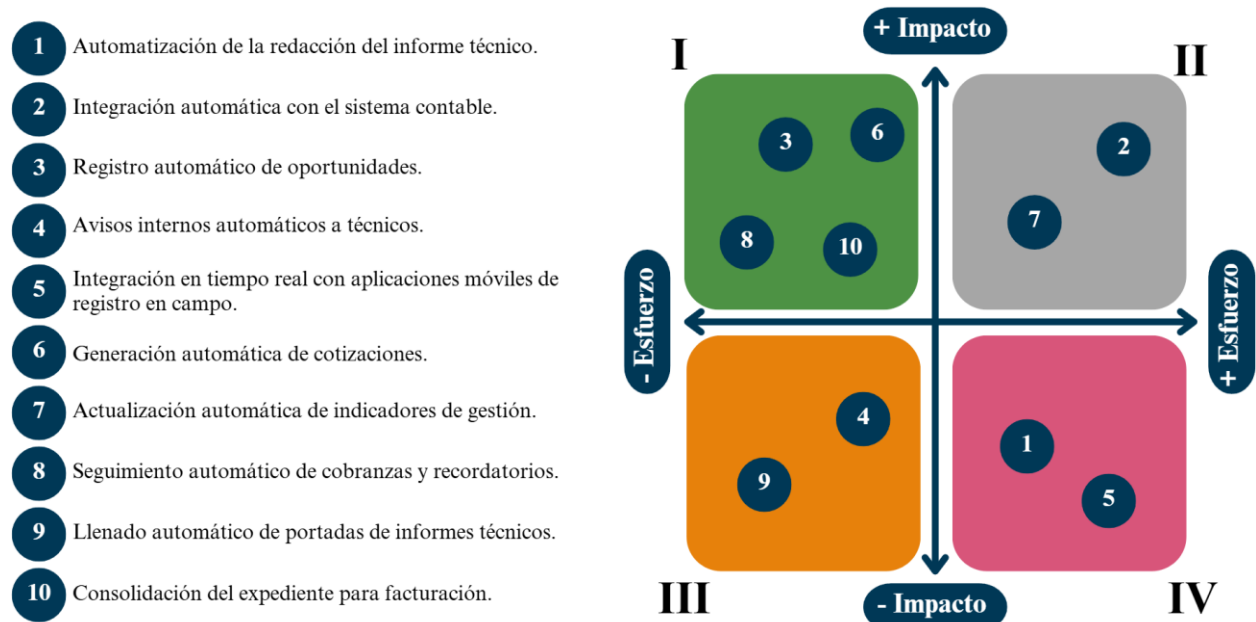 1 Automatización de la redacción del informe técnico.
2 Integración automática con el sistema contable.
3 Registro automático de oportunidades.
4 Avisos internos automáticos a técnicos.
5 Integración en tiempo real con aplicaciones móviles de
registro en campo.
6 Generación automática de cotizaciones.
7 Actualización automática de indicadores de gestión.
8 Seguimiento automático de cobranzas y recordatorios.
9 Llenado automático de portadas de informes técnicos.
10 Consolidación del expediente para facturación.
+ Impacto
I
II
3
6
2
7
8
10
- Esfuerzo
+ Esfuerzo
4
1
9
5
III
- Impacto
IV